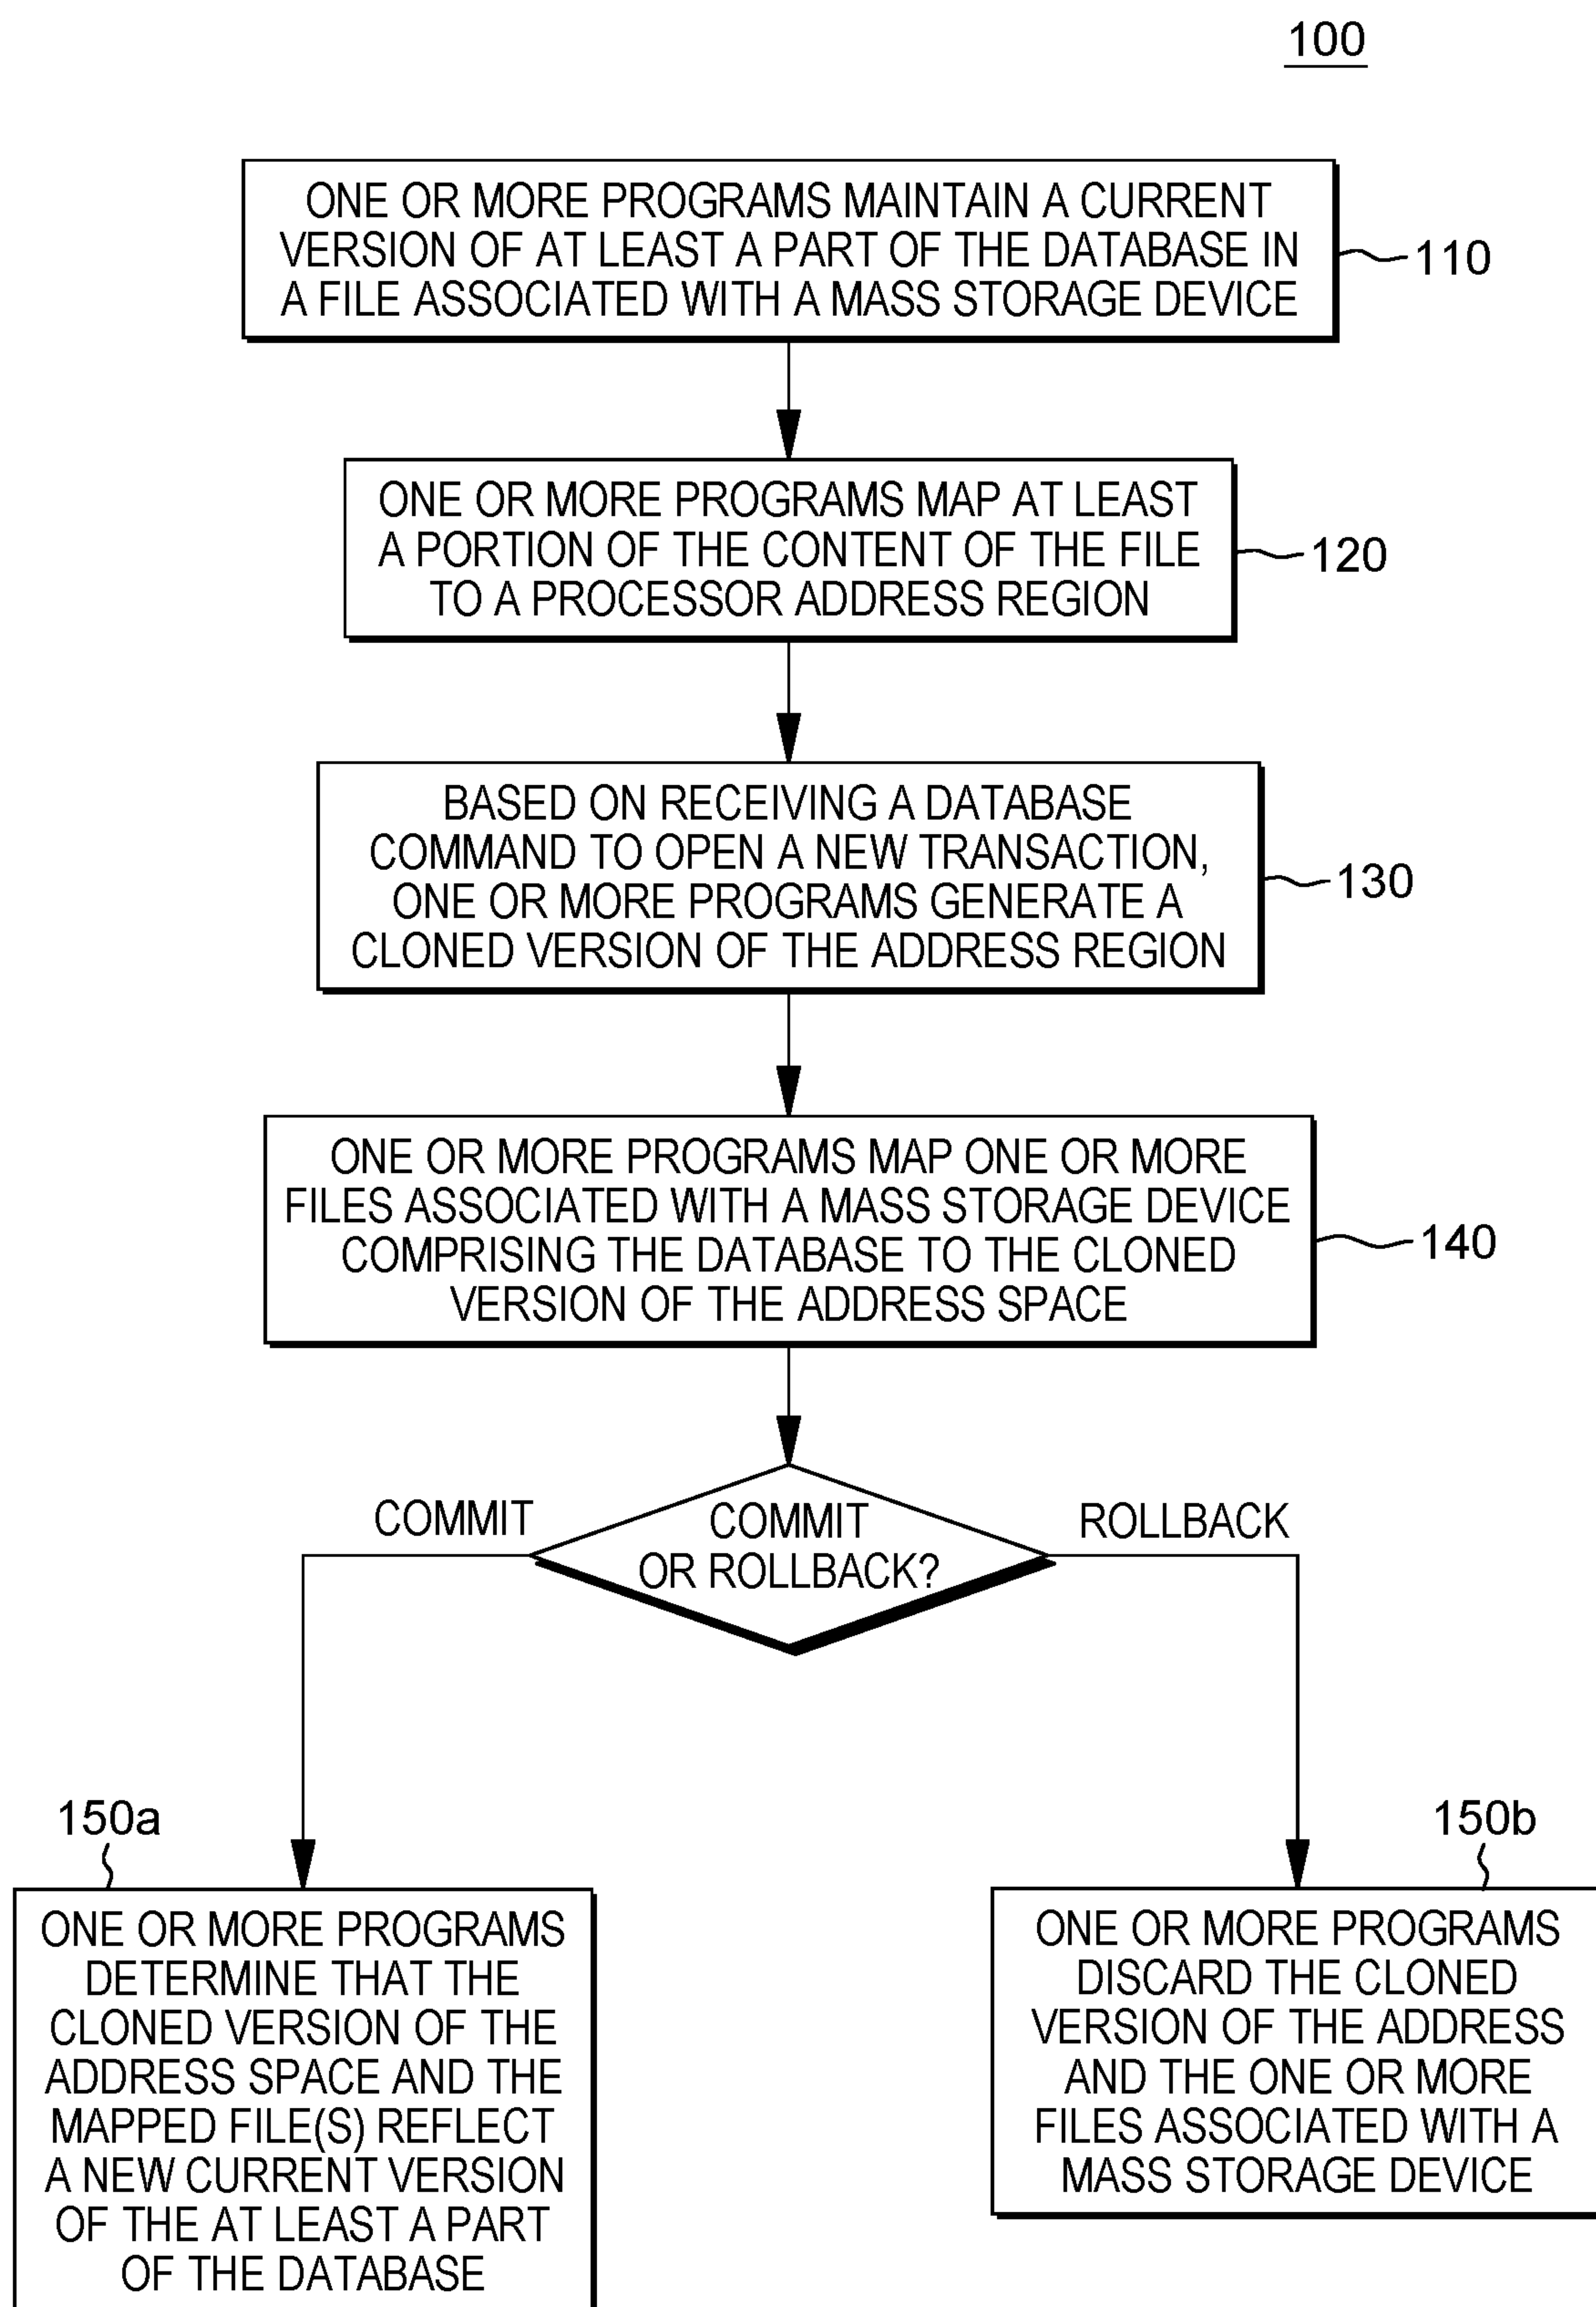 100
ONE OR MORE PROGRAMS MAINTAIN A CURRENT
VERSION OF AT LEAST A PART OF THE DATABASE IN
A FILE ASSOCIATED WITH A MASS STORAGE DEVICE
110
ONE OR MORE PROGRAMS MAP AT LEAST
A PORTION OF THE CONTENT OF THE FILE
TO A PROCESSOR ADDRESS REGION
120
BASED ON RECEIVING A DATABASE
COMMAND TO OPEN A NEW TRANSACTION,
ONE OR MORE PROGRAMS GENERATE A
CLONED VERSION OF THE ADDRESS REGION
130
ONE OR MORE PROGRAMS MAP ONE OR MORE
FILES ASSOCIATED WITH A MASS STORAGE DEVICE
COMPRISING THE DATABASE TO THE CLONED
VERSION OF THE ADDRESS SPACE
140
COMMIT
COMMIT
OR ROLLBACK?
ROLLBACK
150a
ONE OR MORE PROGRAMS
DETERMINE THAT THE
CLONED VERSION OF THE
ADDRESS SPACE AND THE
MAPPED FILE(S) REFLECT
A NEW CURRENT VERSION
OF THE AT LEAST A PART
OF THE DATABASE
150b
ONE OR MORE PROGRAMS
DISCARD THE CLONED
VERSION OF THE ADDRESS
AND THE ONE OR MORE
FILES ASSOCIATED WITH A
MASS STORAGE DEVICE